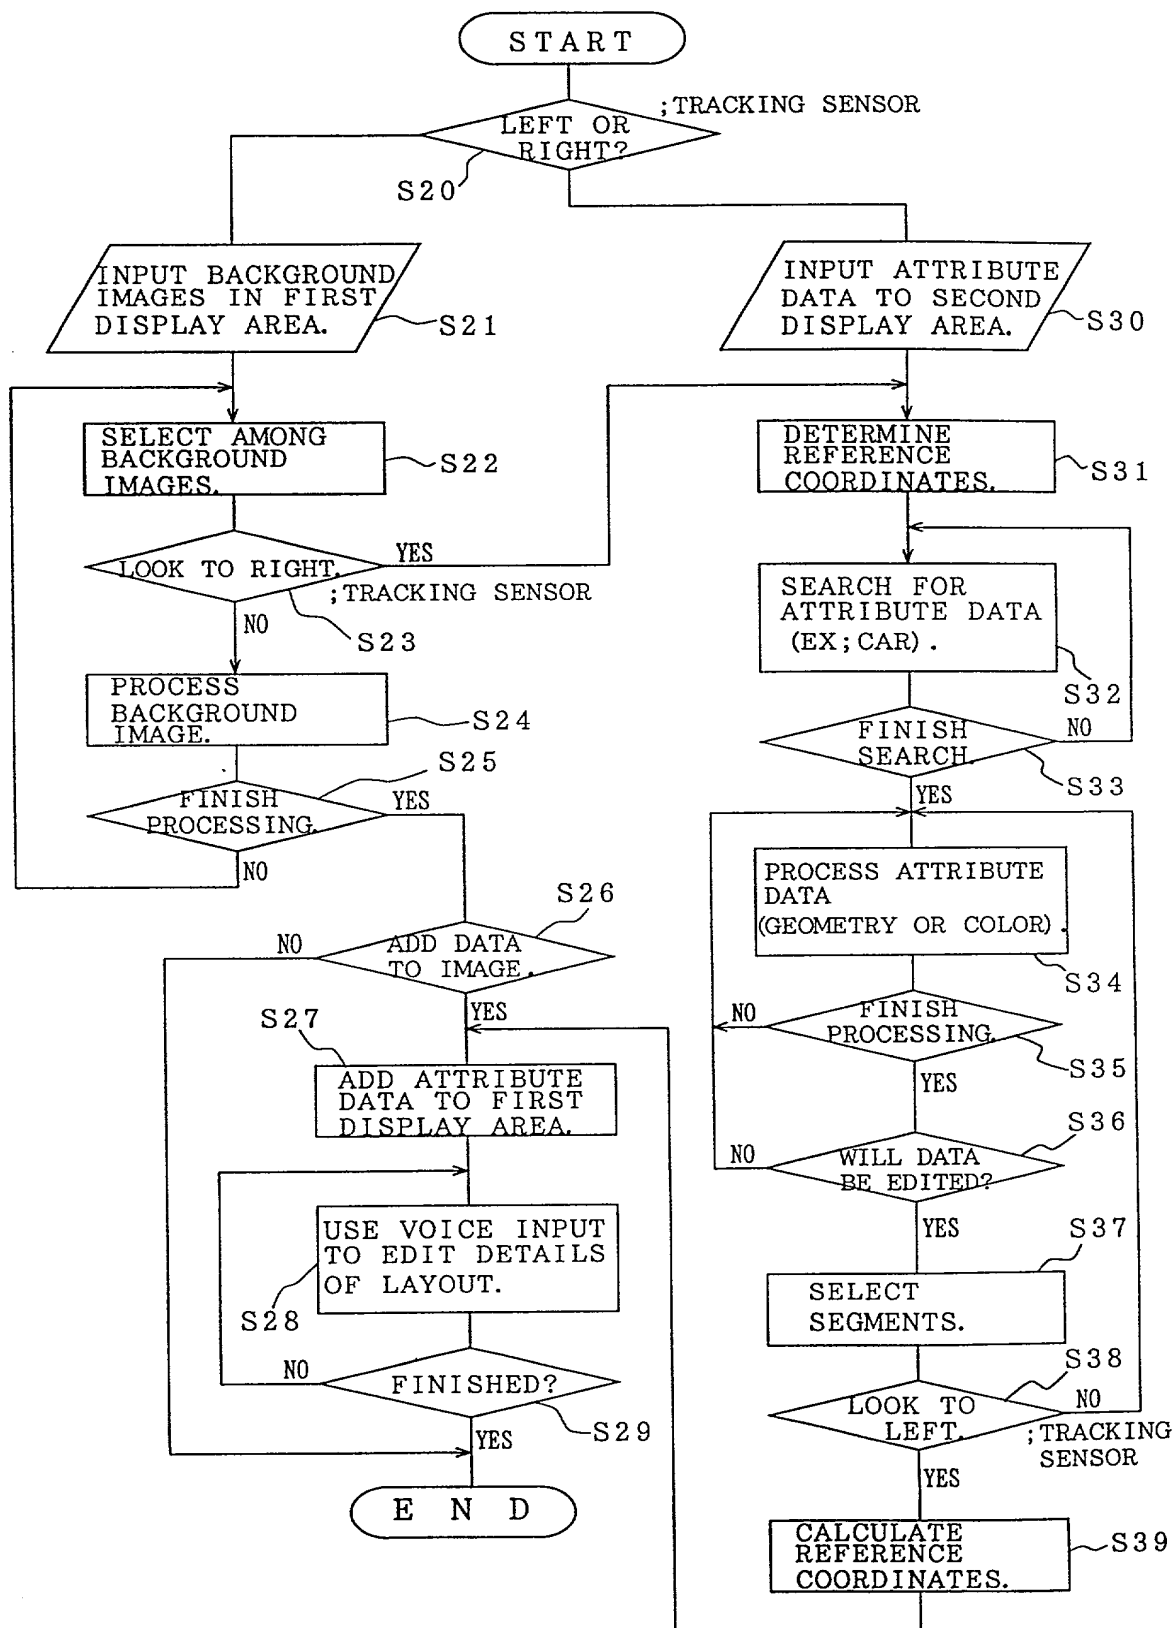 START
;TRACKING SENSOR
LEFT OR
RIGHT?
S20
INPUT BACKGROUND
IMAGES IN FIRST
DISPLAY AREA.
S21
INPUT ATTRIBUTE
DATA TO SECOND
DISPLAY AREA.
S30
SELECT AMONG
BACKGROUND
IMAGES.
S22
DETERMINE
REFERENCE
COORDINATES.
S31
LOOK TO RIGHT.
YES
;TRACKING SENSOR
NO
S23
SEARCH FOR
ATTRIBUTE DATA
(EX;CAR).
S32
PROCESS
BACKGROUND
IMAGE.
S24
FINISH
SEARCH.
NO
S33
YES
S25
FINISH
PROCESSING.
YES
NO
PROCESS ATTRIBUTE
DATA
(GEOMETRY OR COLOR).
S34
S26
NO
ADD DATA
TO IMAGE.
YES
NO
FINISH
PROCESSING.
S35
YES
S27
ADD ATTRIBUTE
DATA TO FIRST
DISPLAY AREA.
S36
NO
WILL DATA
BE EDITED?
YES
USE VOICE INPUT
TO EDIT DETAILS
OF LAYOUT.
S28
S37
SELECT
SEGMENTS.
NO
FINISHED?
S29
YES
S38
LOOK TO
LEFT.
NO
;TRACKING
SENSOR
YES
END
CALCULATE
REFERENCE
COORDINATES.
S39